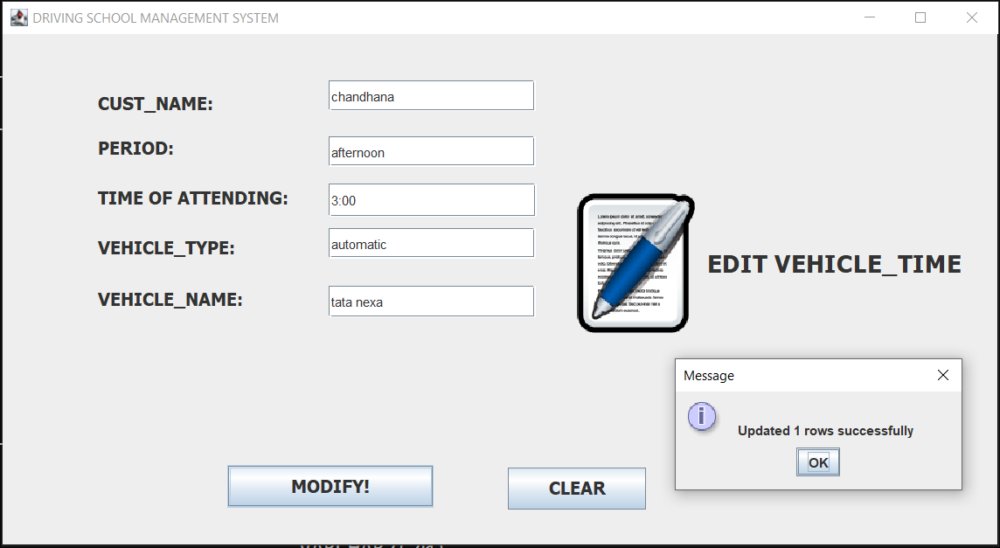 DRIVING SCHOOL MANAGEMENT SYSTEM
CUST_NAME:
chandhana
PERIOD:
afternoon
TIME OF ATTENDING:
3:00
VEHICLE_TYPE:
automatic
VEHICLE_NAME:
tata nexa
EDIT VEHICLE_TIME
Message
i
Updated 1 rows successfully
OK
MODIFY!
CLEAR